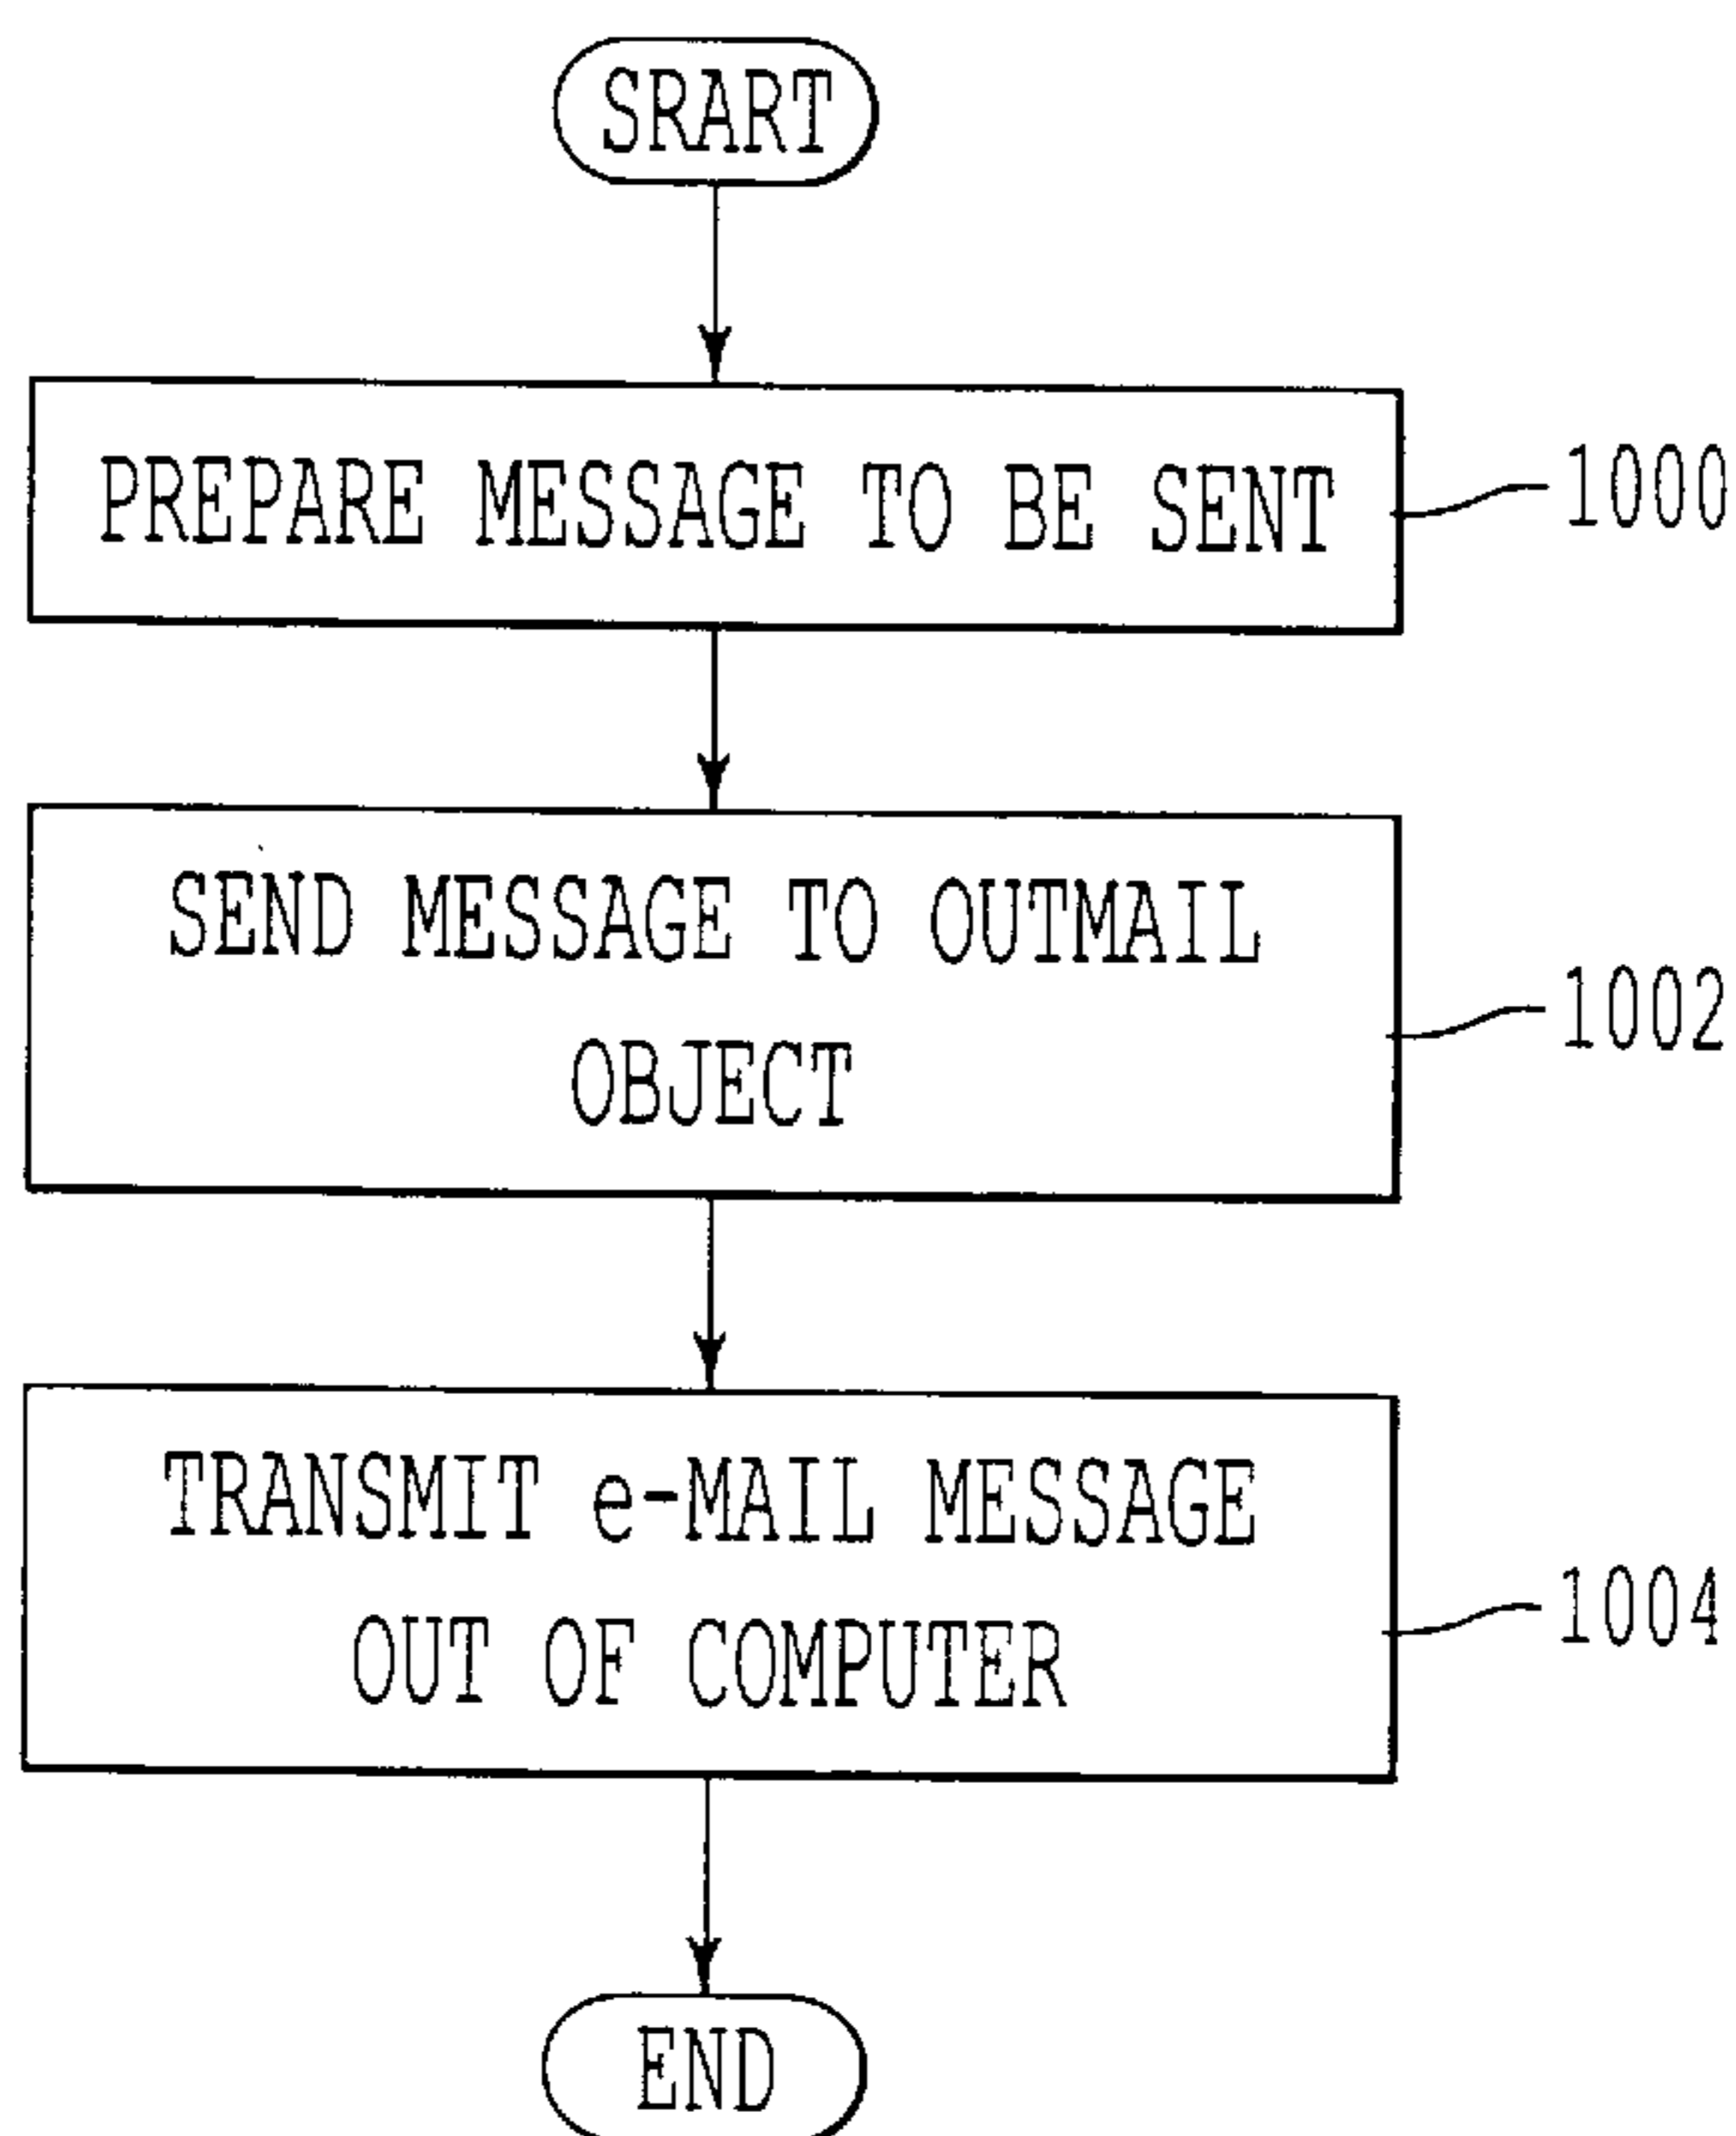 SRART
PREPARE MESSAGE TO BE SENT
1000
SEND MESSAGE TO OUTMAIL
OBJECT
1002
TRANSMIT e-MAIL MESSAGE
OUT OF COMPUTER
1004
END